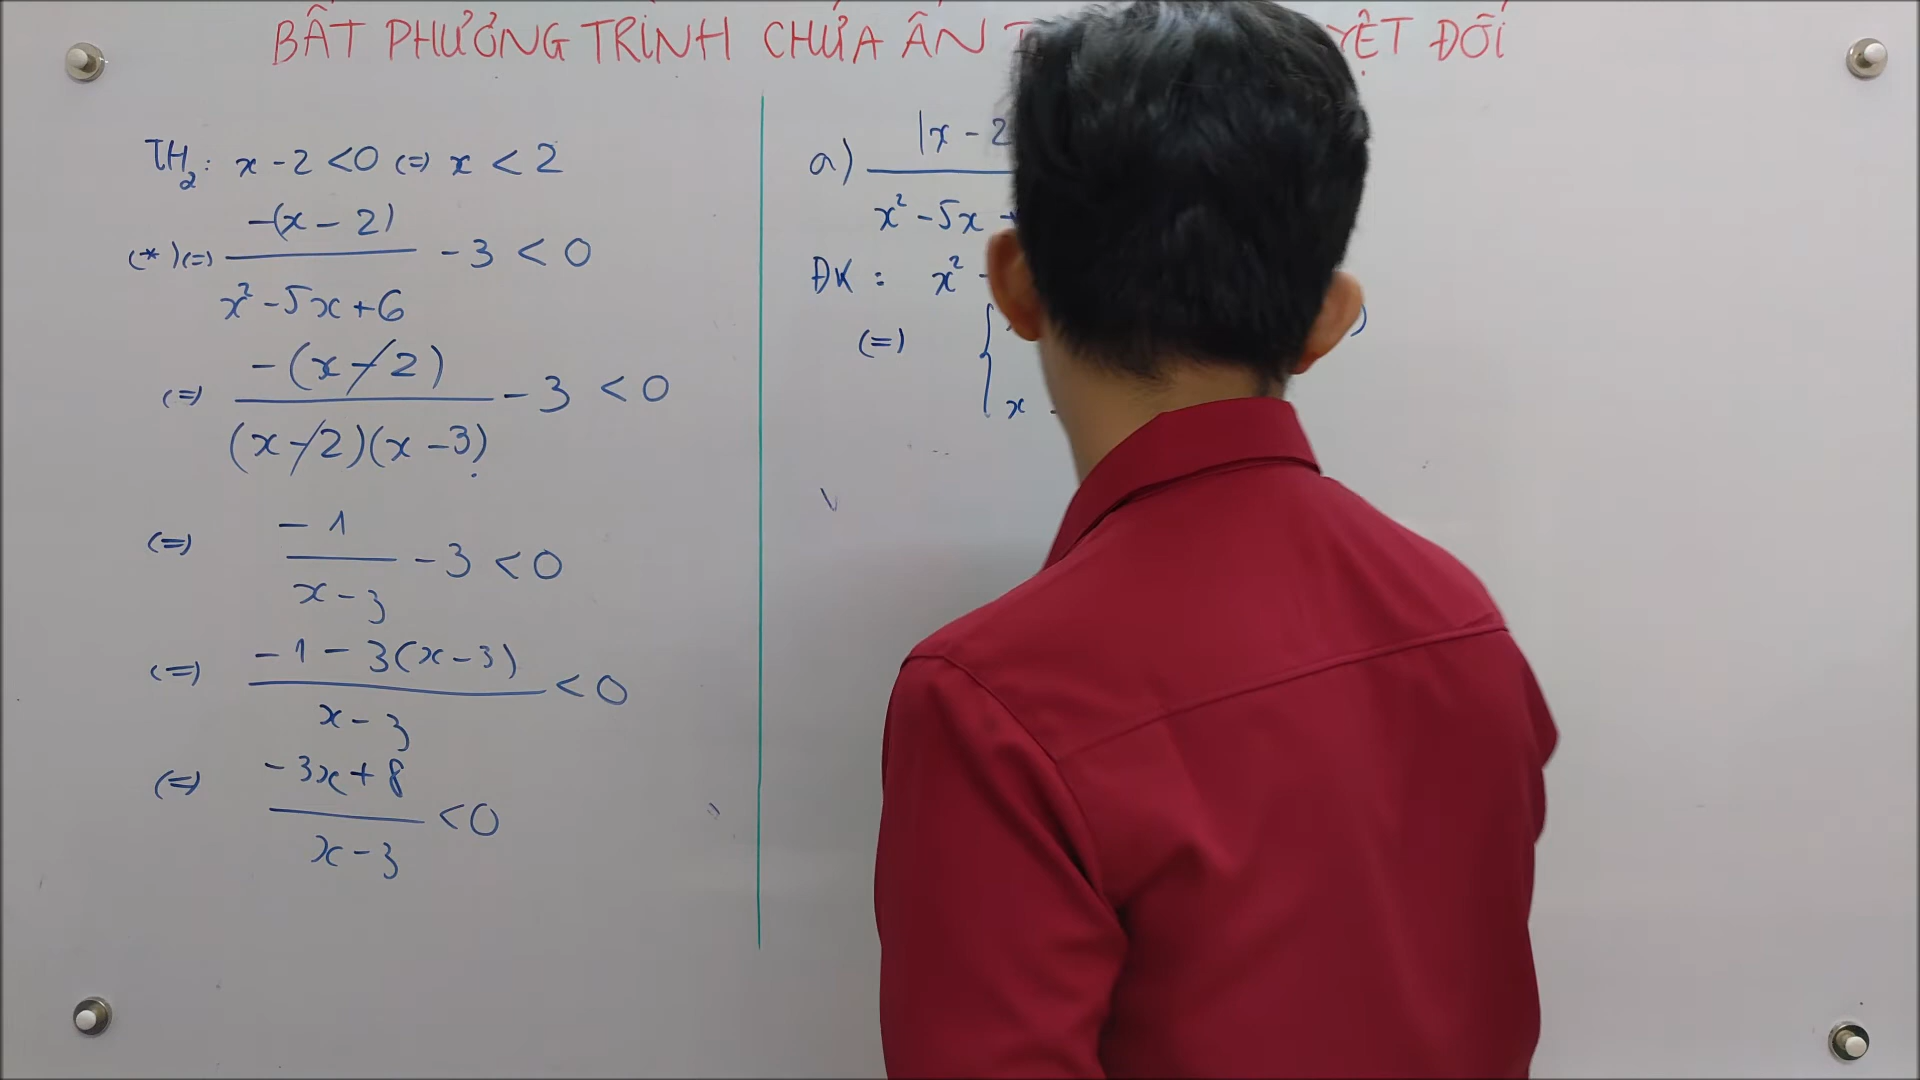 BẤT PHƯƠNG TRÌNH CHỨA ẨN ĐỐI
TH₂: x - 2 < 0 (=) x < 2
(*) (=) -(x - 2) / x² - 5x + 6 - 3 < 0
(=) -(x - 2) / (x - 2)(x - 3) - 3 < 0
(=) -1 / x - 3 - 3 < 0
(=) -1 - 3(x - 3) / x - 3 < 0
(=) -3x + 8 / x - 3 < 0
a) |x - 2 / x² - 5x
ĐK: x²
(=) {
x